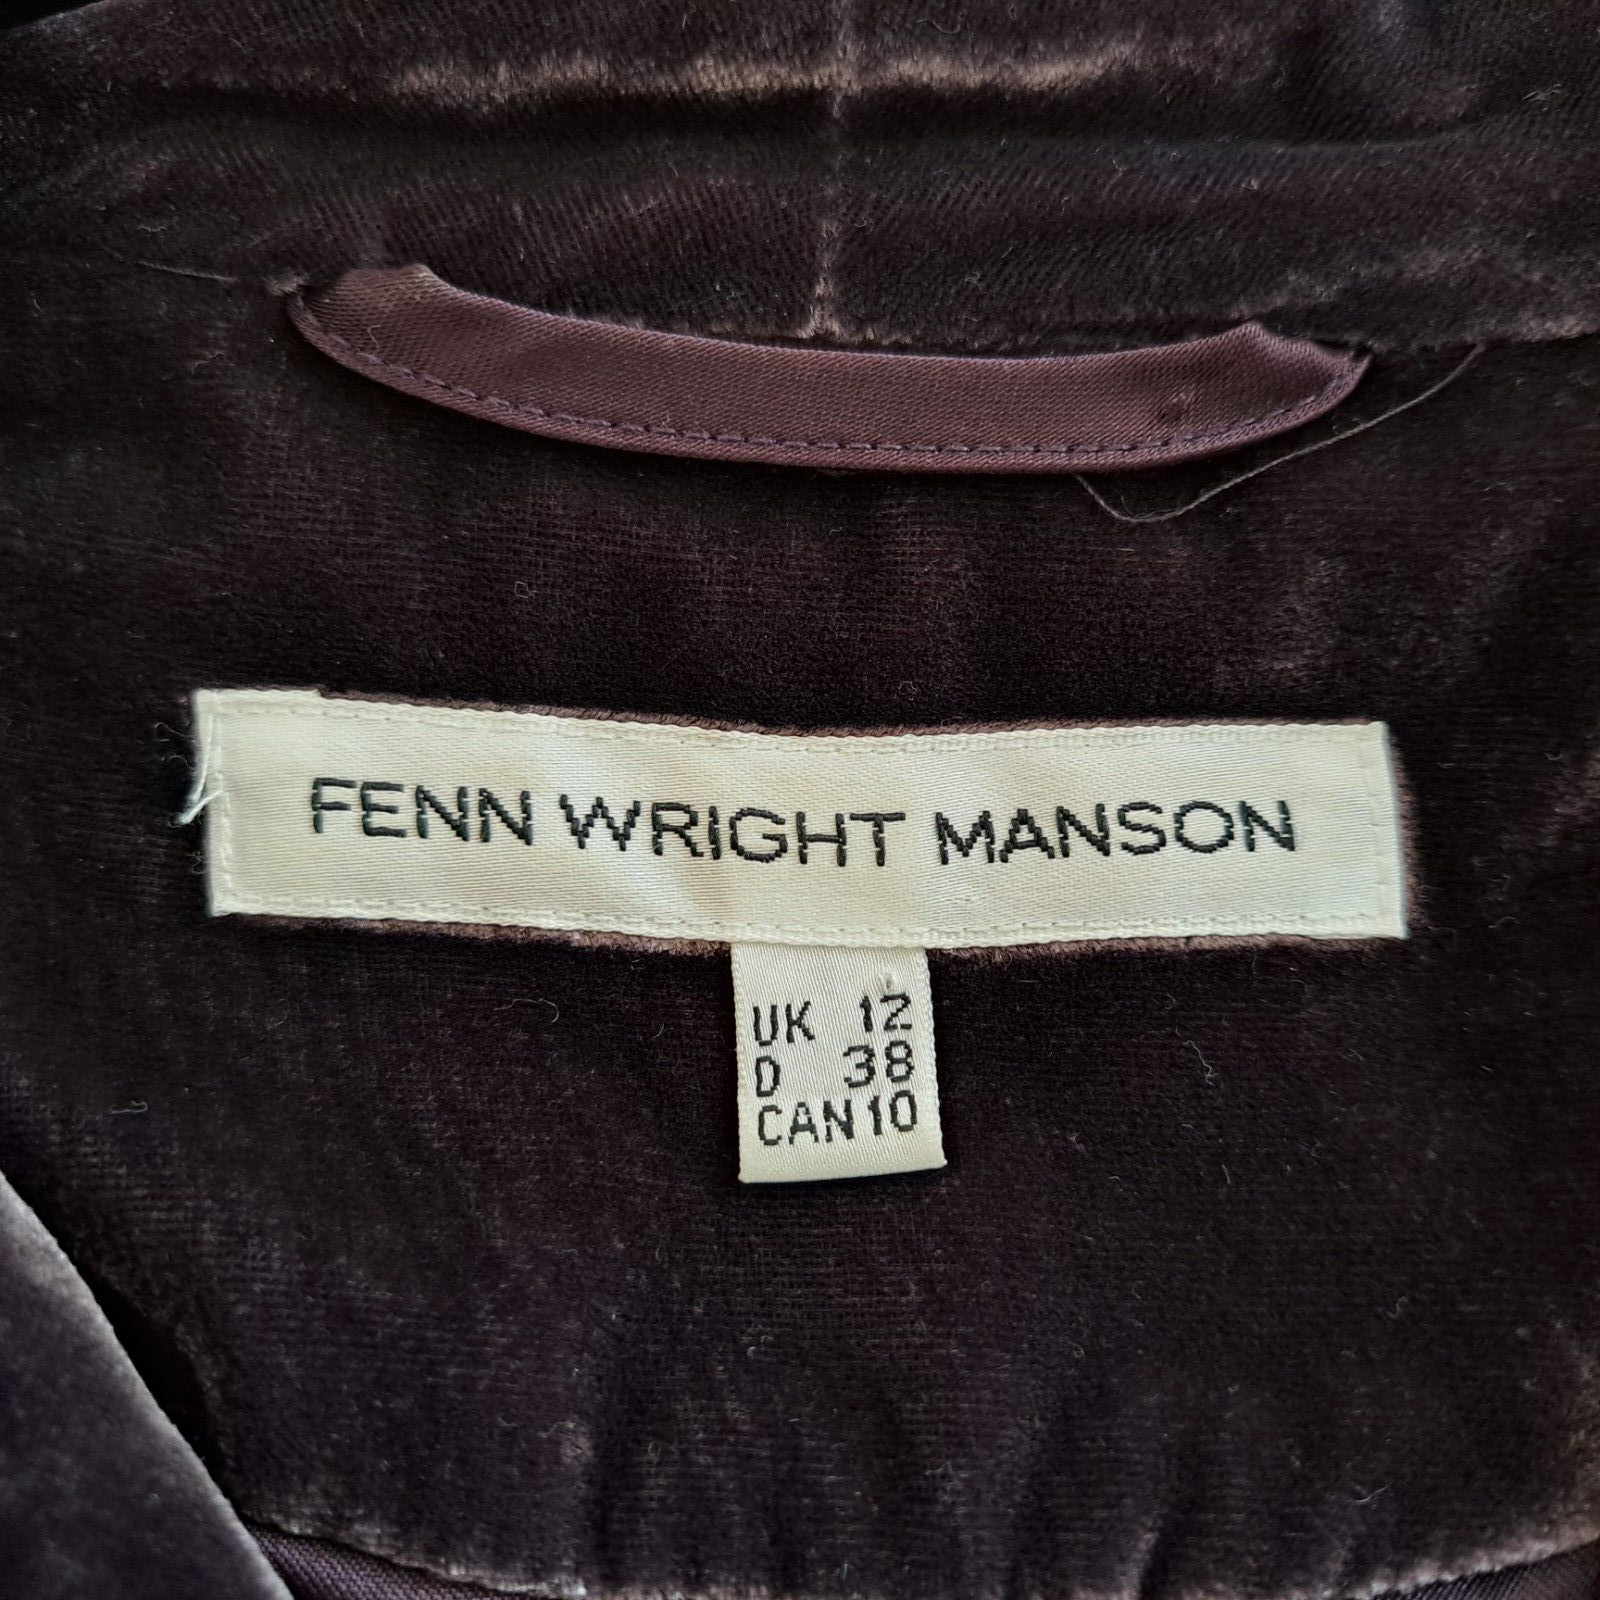 FENN WRIGHT MANSON
UK 12
D 38
CAN 10